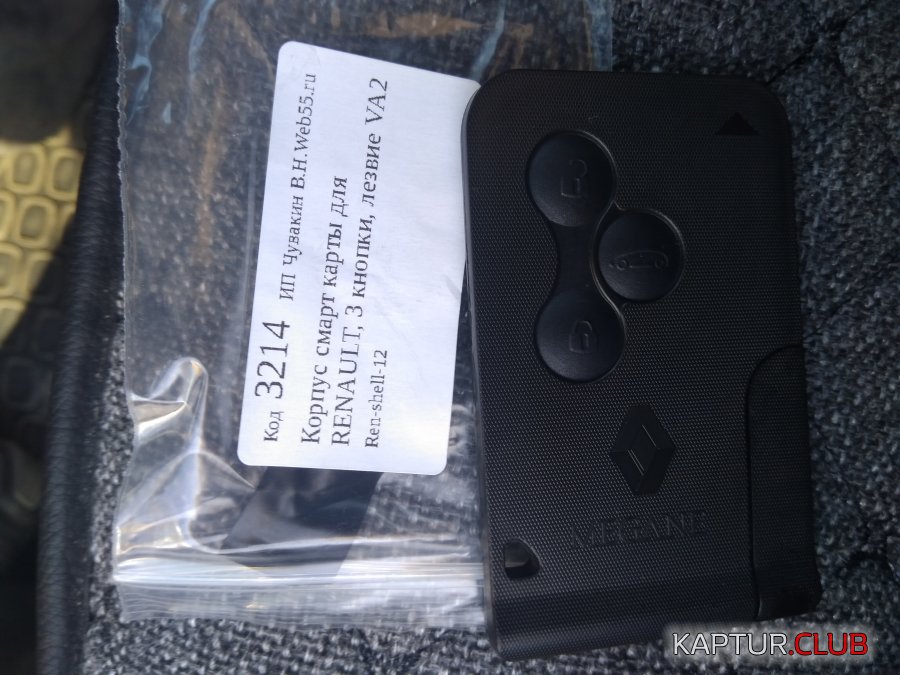 Код 3214 ИП Чувакин В.Н.Web55.ru
Корпус смарт карты для
RENAULT, 3 кнопки, лезвие VA2
Ren-shell-12
MEGANE
KAPTUR.CLUB